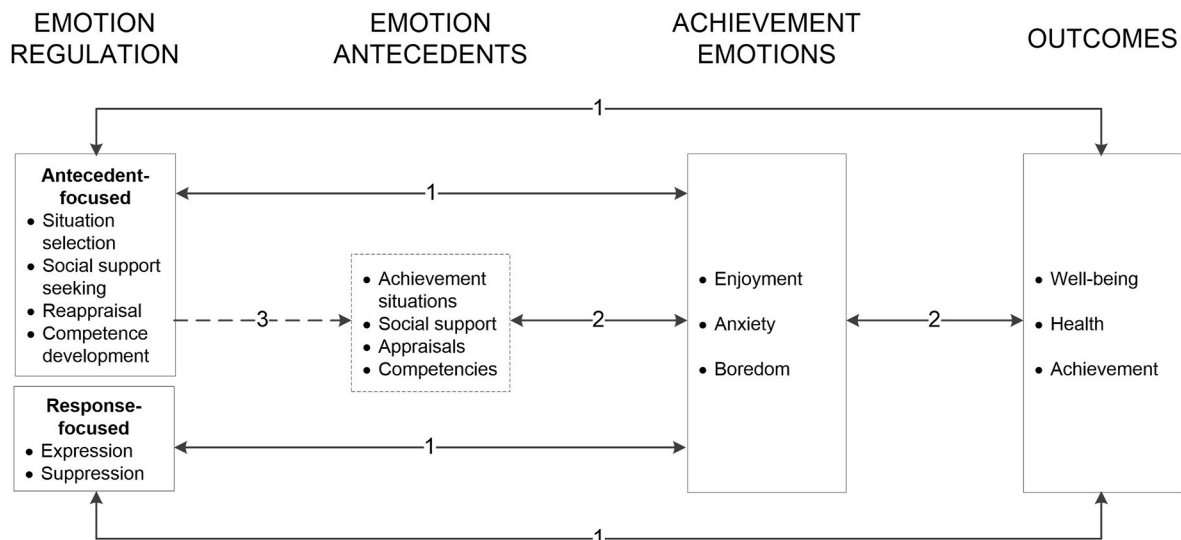 EMOTION
REGULATION
EMOTION
ANTECEDENTS
ACHIEVEMENT
EMOTIONS
OUTCOMES
1
Antecedent-
focused
• Situation
selection
• Social support
seeking
• Reappraisal
• Competence
development
1
3
• Achievement
situations
• Social support
• Appraisals
• Competencies
2
• Enjoyment
• Anxiety
• Boredom
2
• Well-being
• Health
• Achievement
Response-
focused
• Expression
• Suppression
1
1